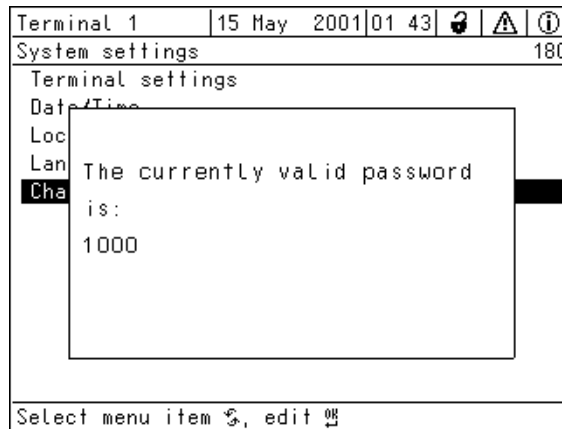 Terminal 1 15 May 2001 01 43
System settings 180
Terminal settings
Date/Time
Loc
Lan
Cha
The currently valid password
is:
1000
Select menu item , edit OK